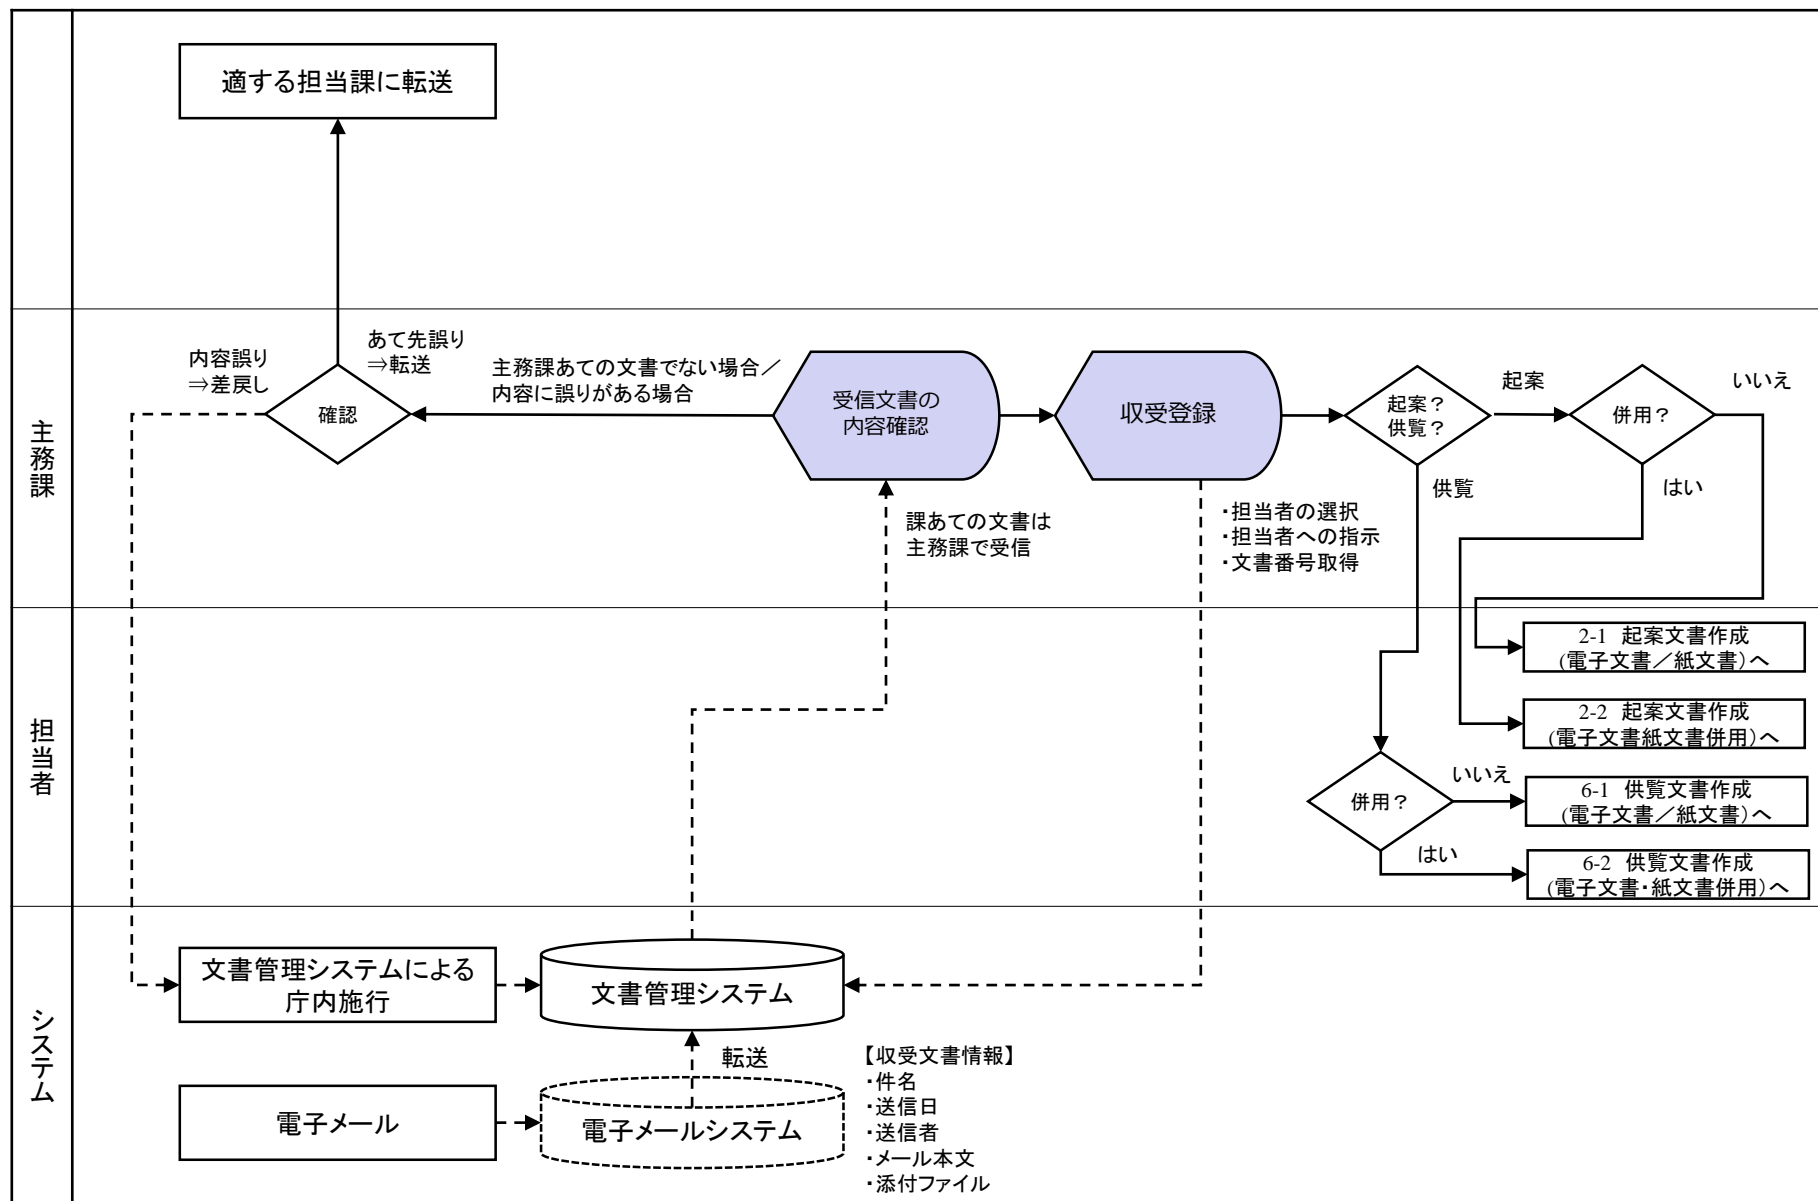 適する担当課に転送
主務課
内容誤り
⇒差戻し
あて先誤り
⇒転送
確認
主務課あての文書でない場合／
内容に誤りがある場合
受信文書の
内容確認
収受登録
起案？
供覧？
起案
併用？
いいえ
はい
供覧
課あての文書は
主務課で受信
・担当者の選択
・担当者への指示
・文書番号取得
担当者
2-1 起案文書作成
(電子文書／紙文書)へ
2-2 起案文書作成
(電子文書紙文書併用)へ
併用？
いいえ
6-1 供覧文書作成
(電子文書／紙文書)へ
はい
6-2 供覧文書作成
(電子文書・紙文書併用)へ
システム
文書管理システムによる
庁内施行
文書管理システム
転送
電子メール
電子メールシステム
【収受文書情報】
・件名
・送信日
・送信者
・メール本文
・添付ファイル